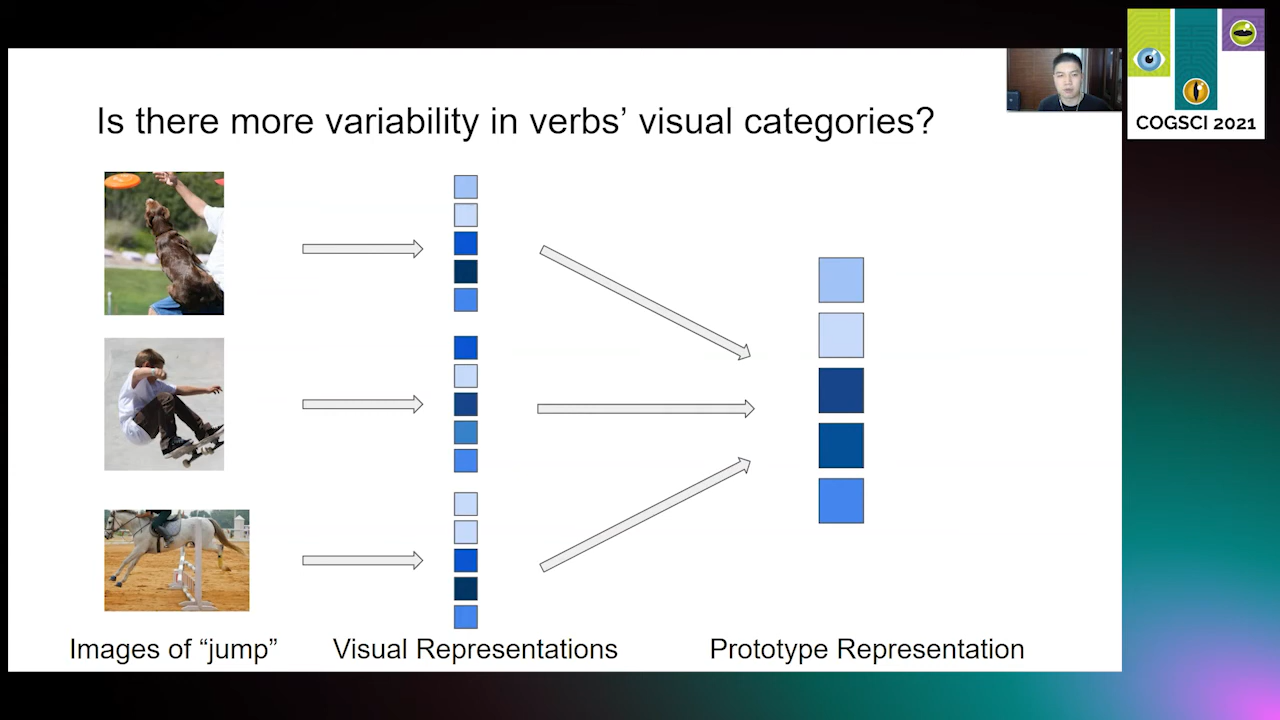 Is there more variability in verbs’ visual categories?
COGSCI 2021
Images of “jump”
Visual Representations
Prototype Representation